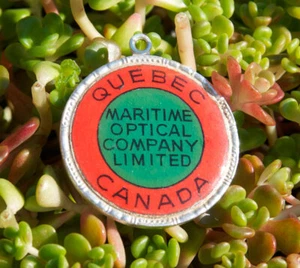 QUEBEC
MARITIME
OPTICAL
COMPANY
LIMITED
CANADA